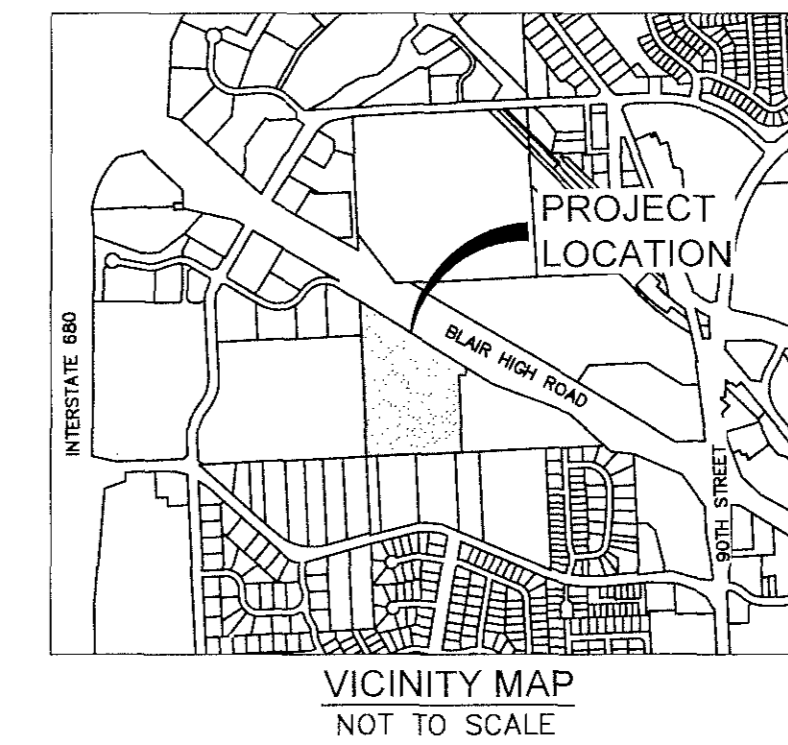 PROJECT
LOCATION
BLAIR HIGH ROAD
INTERSTATE 680
90TH STREET
VICINITY MAP
NOT TO SCALE